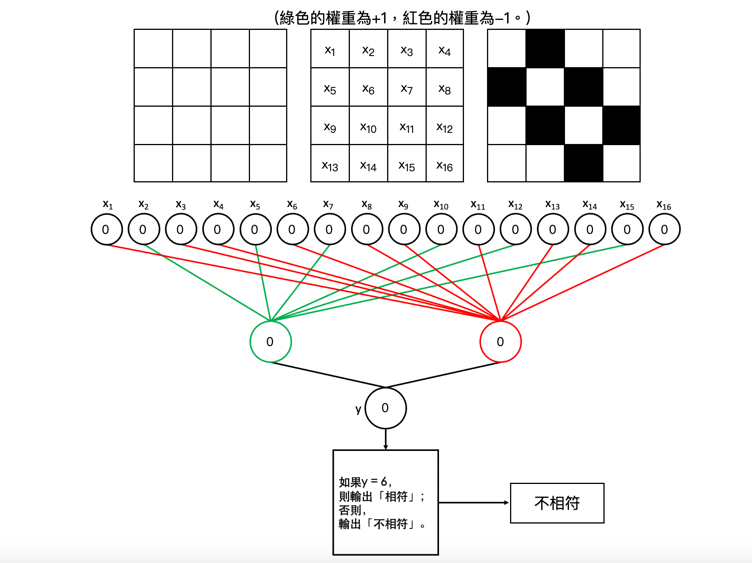 （綠色的權重為+1，紅色的權重為–1。）
x₁ x₂ x₃ x₄
x₅ x₆ x₇ x₈
x₉ x₁₀ x₁₁ x₁₂
x₁₃ x₁₄ x₁₅ x₁₆
x₁ x₂ x₃ x₄ x₅ x₆ x₇ x₈ x₉ x₁₀ x₁₁ x₁₂ x₁₃ x₁₄ x₁₅ x₁₆
0 0 0 0 0 0 0 0 0 0 0 0 0 0 0 0
0 0
y 0
如果y = 6，
則輸出「相符」；
否則，
輸出「不相符」。
不相符